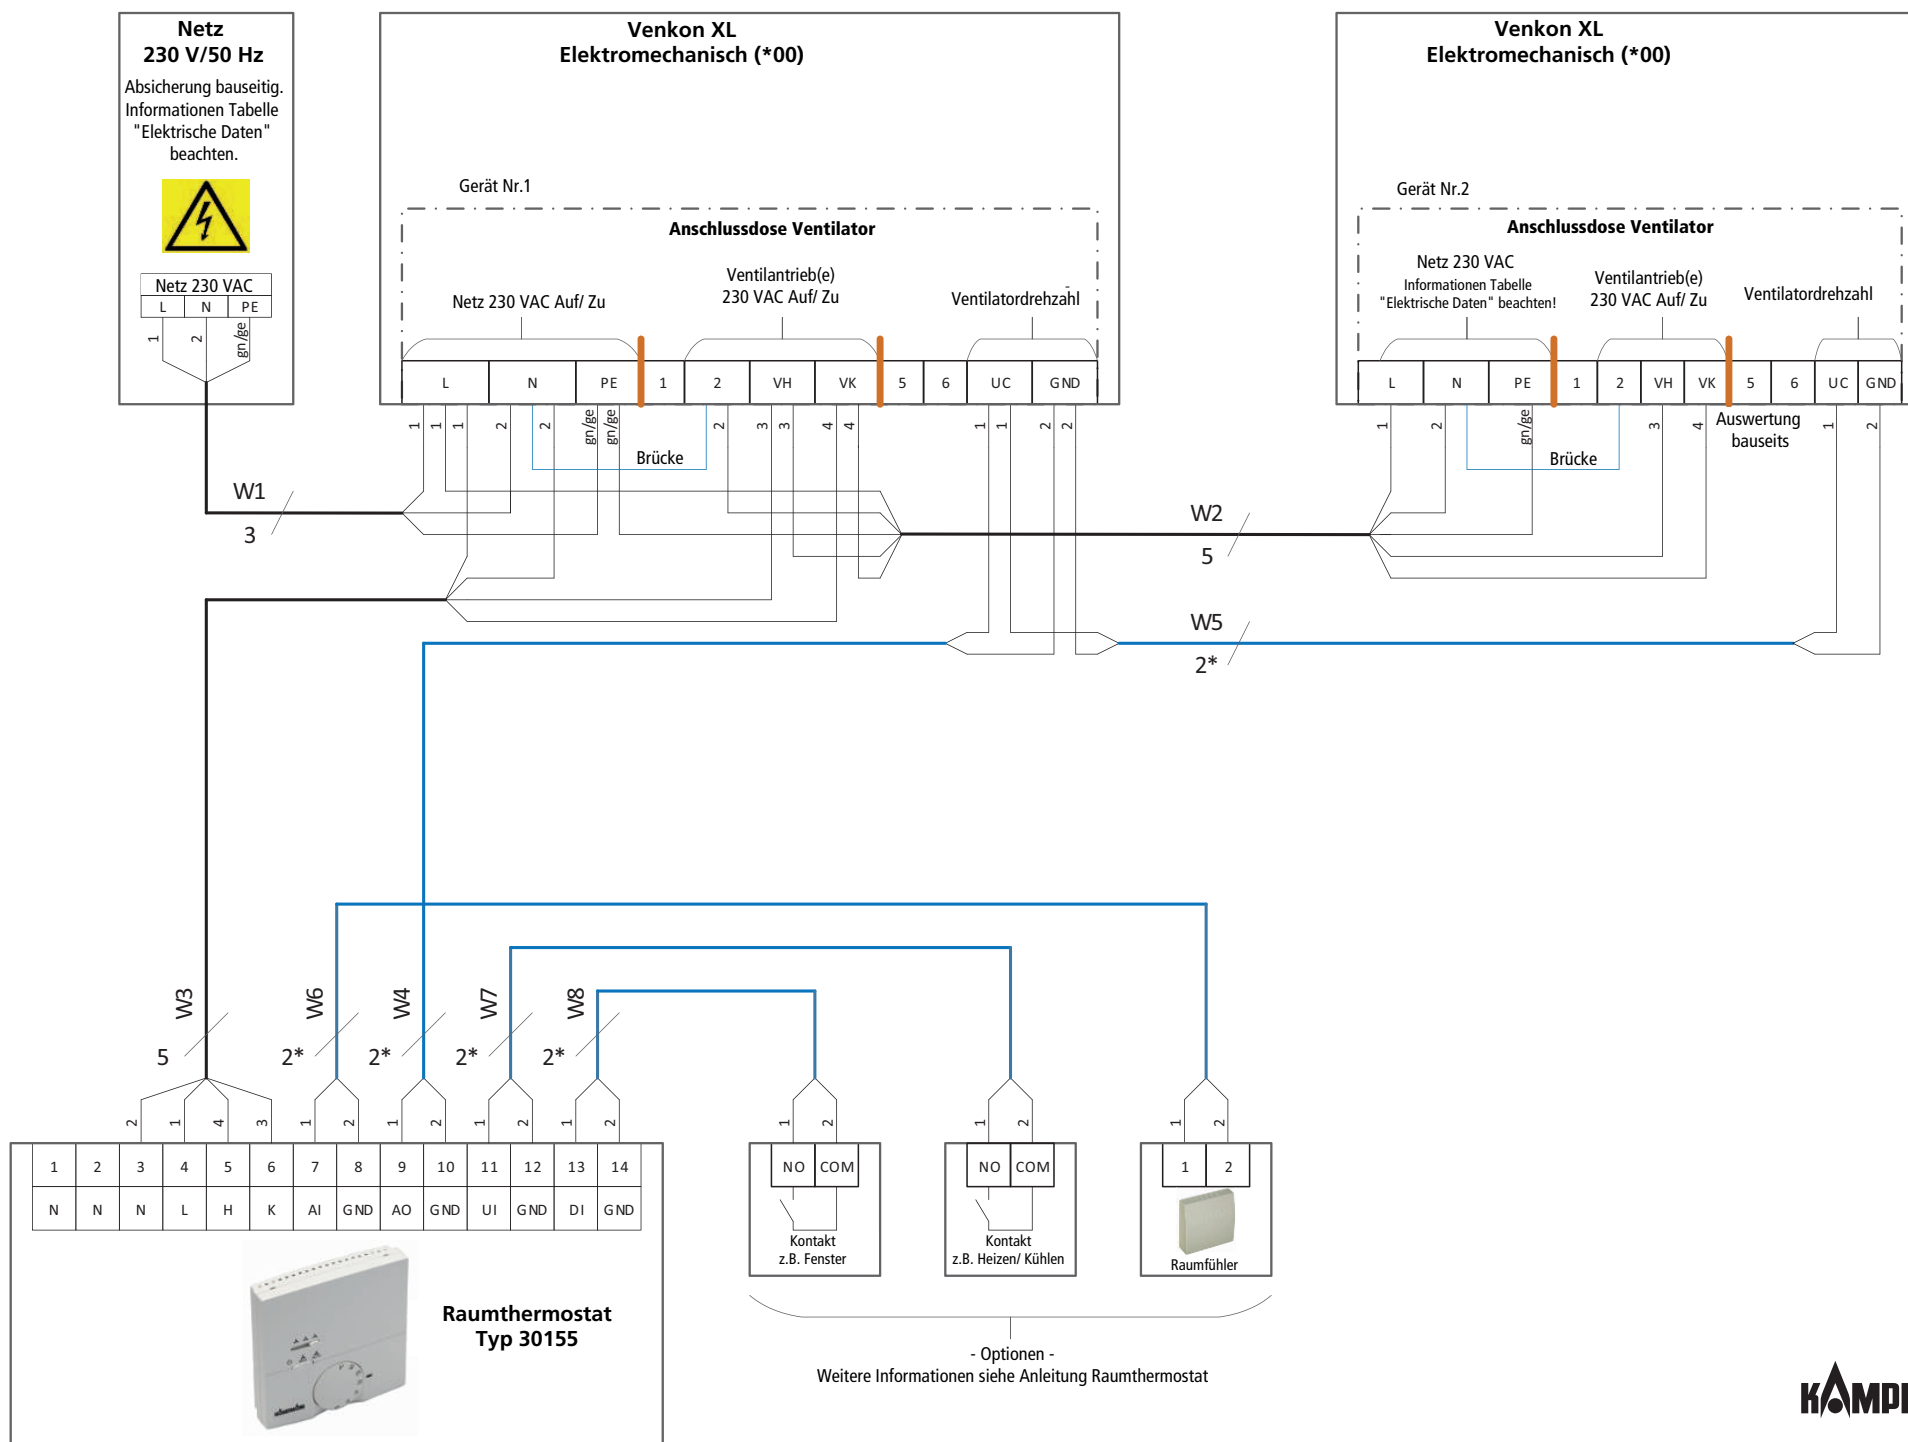 Netz
230 V/50 Hz
Absicherung bauseitig.
Informationen Tabelle
"Elektrische Daten"
beachten.
Netz 230 VAC
L N PE
1 2 gn/ge
Venkon XL
Elektromechanisch (*00)
Gerät Nr.1
Anschlussdose Ventilator
Netz 230 VAC Auf/ Zu
Ventilantrieb(e)
230 VAC Auf/ Zu
Ventilatordrehzahl
L N PE 1 2 VH VK 5 6 UC GND
1 1 1 2 2 gn/ge gn/ge 2 3 3 4 4 1 1 2 2
Brücke
Venkon XL
Elektromechanisch (*00)
Gerät Nr.2
Anschlussdose Ventilator
Netz 230 VAC
Informationen Tabelle
"Elektrische Daten" beachten!
Ventilantrieb(e)
230 VAC Auf/ Zu
Ventilatordrehzahl
L N PE 1 2 VH VK 5 6 UC GND
1 2 gn/ge 3 4 1 2
Auswertung
bauseits
Brücke
W1
3
W2
5
W5
2*
W3
5
W6
2*
W4
2*
W7
2*
W8
2*
2 1 4 3 1 2 1 2 1 2 1 2
1 2 3 4 5 6 7 8 9 10 11 12 13 14
N N N L H K AI GND AO GND UI GND DI GND
Raumthermostat
Typ 30155
1 2
NO COM
Kontakt
z.B. Fenster
1 2
NO COM
Kontakt
z.B. Heizen/ Kühlen
1 2
1 2
Raumfühler
- Optionen -
Weitere Informationen siehe Anleitung Raumthermostat